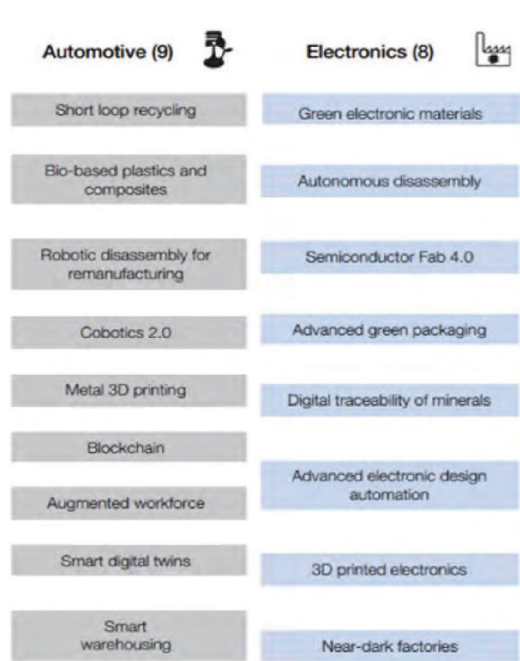 Automotive (9)
Short loop recycling
Bio-based plastics and
composites
Robotic disassembly for
remanufacturing
Cobotics 2.0
Metal 3D printing
Blockchain
Augmented workforce
Smart digital twins
Smart
warehousing
Electronics (8)
Green electronic materials
Autonomous disassembly
Semiconductor Fab 4.0
Advanced green packaging
Digital traceability of minerals
Advanced electronic design
automation
3D printed electronics
Near-dark factories